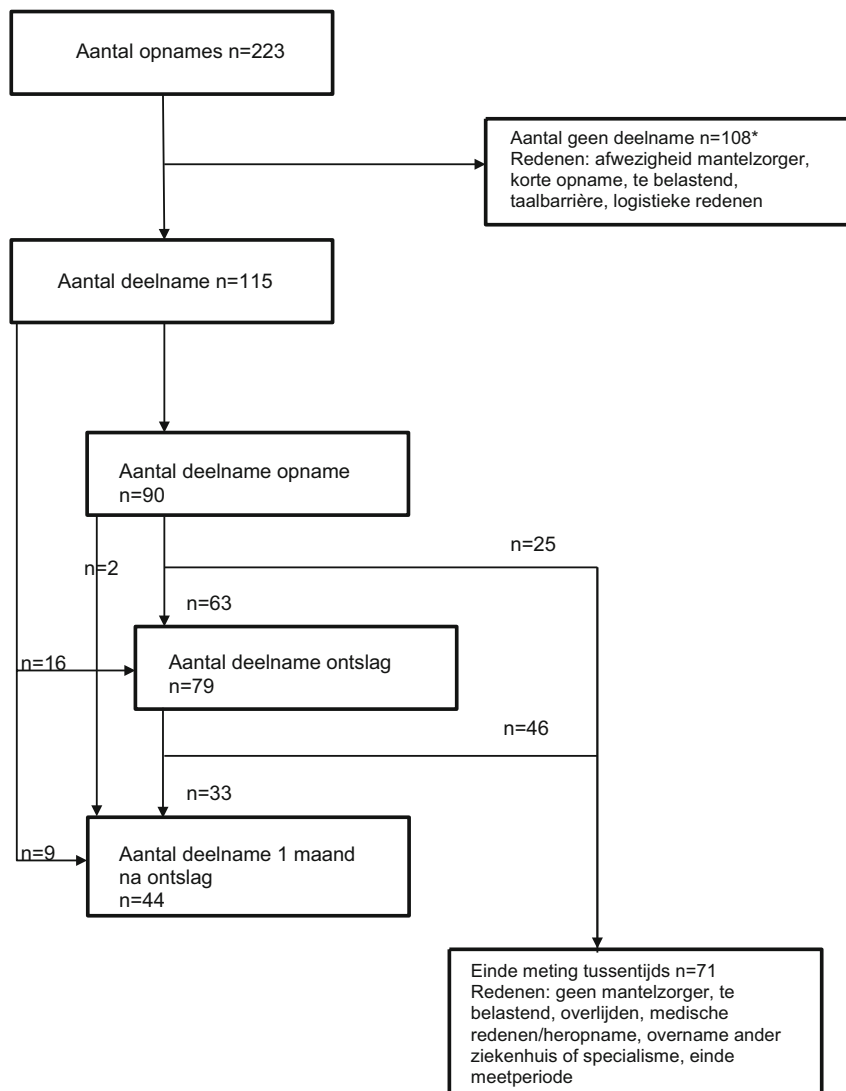 Aantal opnames n=223
Aantal geen deelname n=108*
Redenen: afwezigheid mantelzorger,
korte opname, te belastend,
taalbarrière, logistieke redenen
Aantal deelname n=115
Aantal deelname opname
n=90
n=25
n=2
n=63
n=16
Aantal deelname ontslag
n=79
n=46
n=33
n=9
Aantal deelname 1 maand
na ontslag
n=44
Einde meting tussentijds n=71
Redenen: geen mantelzorger, te
belastend, overlijden, medische
redenen/heropname, overname ander
ziekenhuis of specialisme, einde
meetperiode